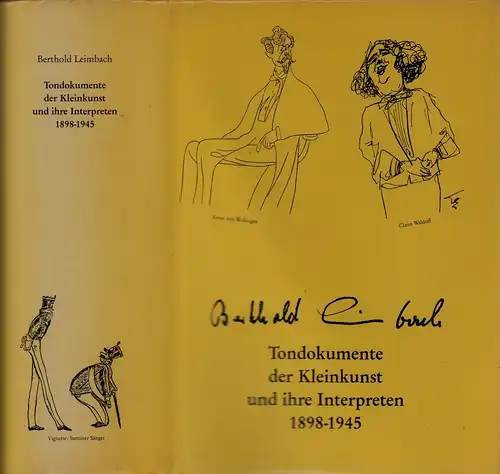 Berthold Leimbach
Tondokumente
der Kleinkunst
und ihre Interpreten
1898-1945
Vignette: Stettiner Sänger
Ernst von Wolzogen
Claire Waldoff
Berthold Leimbach
Tondokumente
der Kleinkunst
und ihre Interpreten
1898-1945